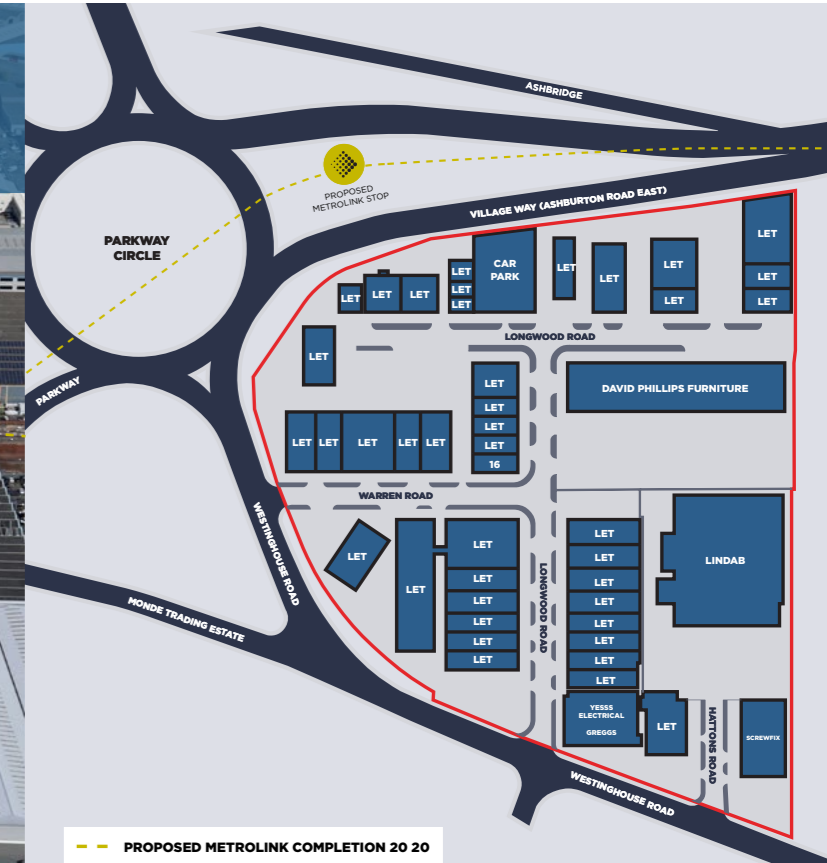 ASHBRIDGE
PROPOSED
METROLINK STOP
VILLAGE WAY (ASHBURTON ROAD EAST)
PARKWAY
CIRCLE
LET
LET
LET
LET
LET
LET
CAR
PARK
LET
LET
LET
LET
LET
LET
LET
LONGWOOD ROAD
LET
PARKWAY
DAVID PHILLIPS FURNITURE
LET
LET
LET
LET
16
LET
LET
LET
LET
LET
WARREN ROAD
WESTINGHOUSE ROAD
MONDE TRADING ESTATE
LET
LET
LET
LET
LET
LET
LET
LET
LONGWOOD ROAD
LET
LET
LET
LET
LET
LET
LET
LET
LINDAB
YESSS
ELECTRICAL
GREGGS
LET
HATTONS ROAD
SCREWFIX
WESTINGHOUSE ROAD
PROPOSED METROLINK COMPLETION 20 20